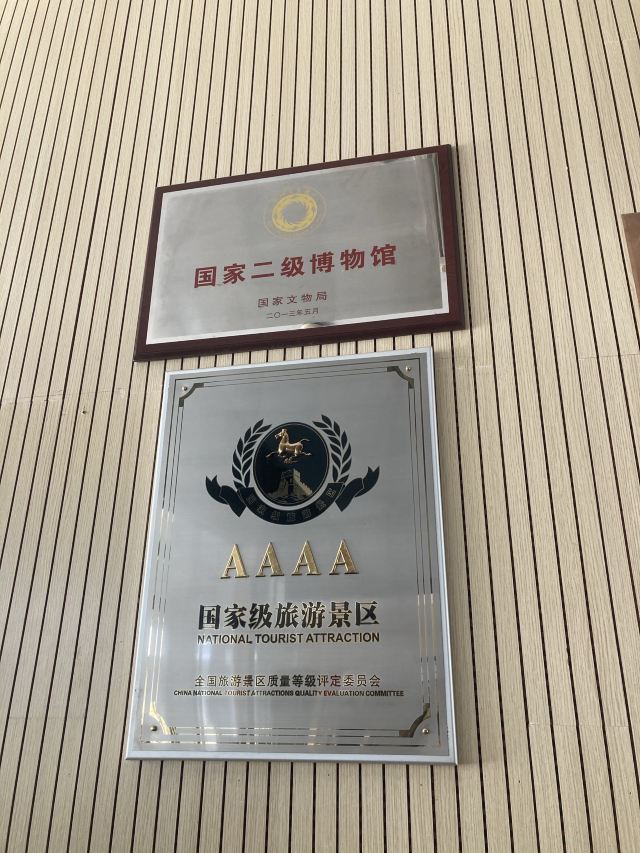 国家二级博物馆
国家文物局
二〇一三年五月
AAAA
国家级旅游景区
NATIONAL TOURIST ATTRACTION
全国旅游景区质量等级评定委员会
CHINA NATIONAL TOURIST ATTRACTIONS QUALITY EVALUATION COMMITTEE